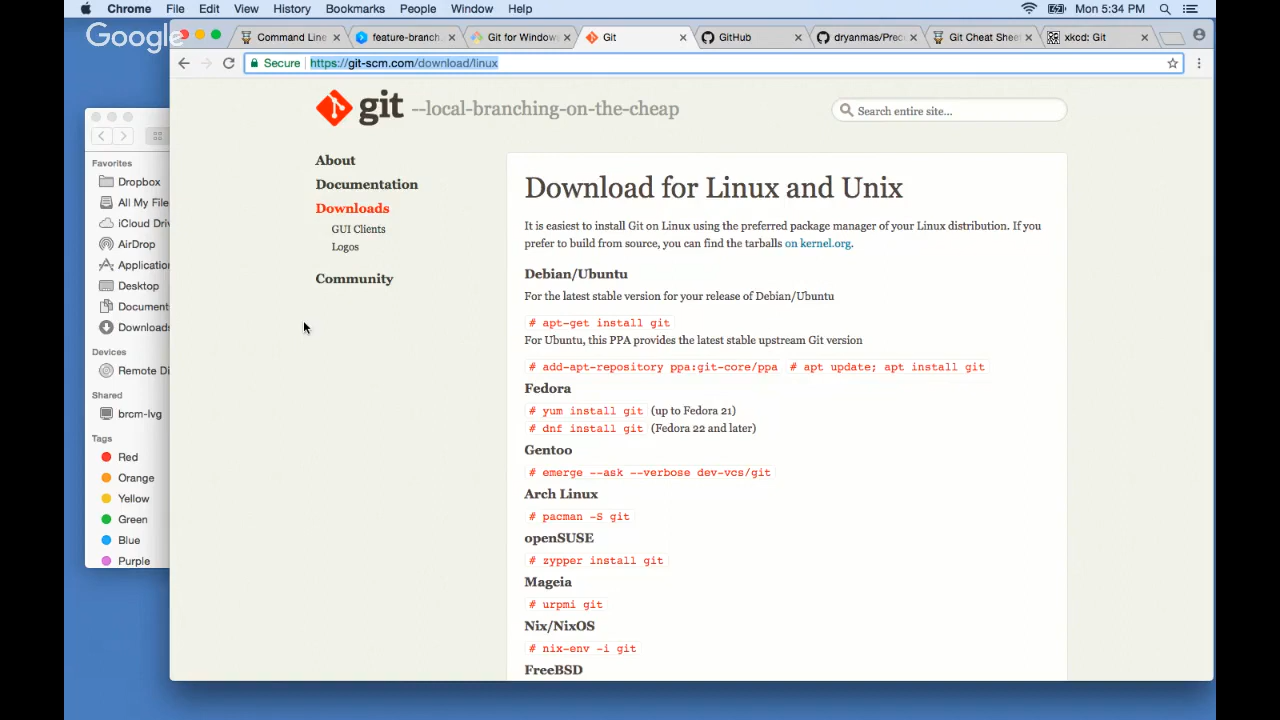 Chrome File Edit View History Bookmarks People Window Help Mon 5:34 PM
Google
Command Line feature-branch Git for Window Git GitHub dryanmas/Prec Git Cheat Shee xkcd: Git
Secure https://git-scm.com/download/linux
git --local-branching-on-the-cheap
Search entire site...
About
Documentation
Downloads
GUI Clients
Logos
Community
Favorites
Dropbox
All My File
iCloud Driv
AirDrop
Application
Desktop
Document
Downloads
Devices
Remote Di
Shared
brcm-lvg
Tags
Red
Orange
Yellow
Green
Blue
Purple
Download for Linux and Unix
It is easiest to install Git on Linux using the preferred package manager of your Linux distribution. If you
prefer to build from source, you can find the tarballs on kernel.org.
Debian/Ubuntu
For the latest stable version for your release of Debian/Ubuntu
# apt-get install git
For Ubuntu, this PPA provides the latest stable upstream Git version
# add-apt-repository ppa:git-core/ppa # apt update; apt install git
Fedora
# yum install git (up to Fedora 21)
# dnf install git (Fedora 22 and later)
Gentoo
# emerge --ask --verbose dev-vcs/git
Arch Linux
# pacman -S git
openSUSE
# zypper install git
Mageia
# urpmi git
Nix/NixOS
# nix-env -i git
FreeBSD